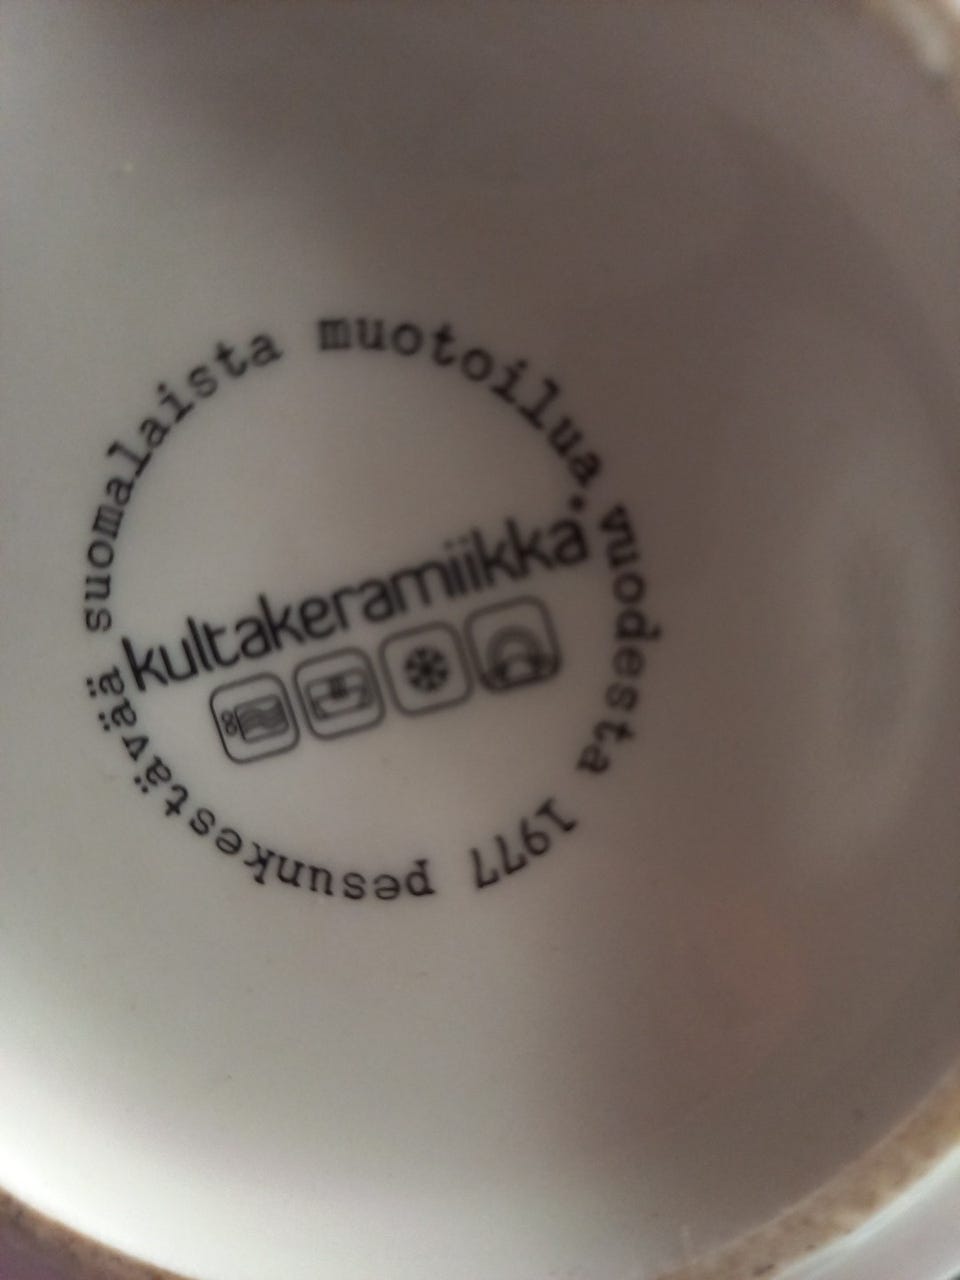 suomalaista muotoilua vuodesta 1977 pesunkestävää
kultakeramiikka